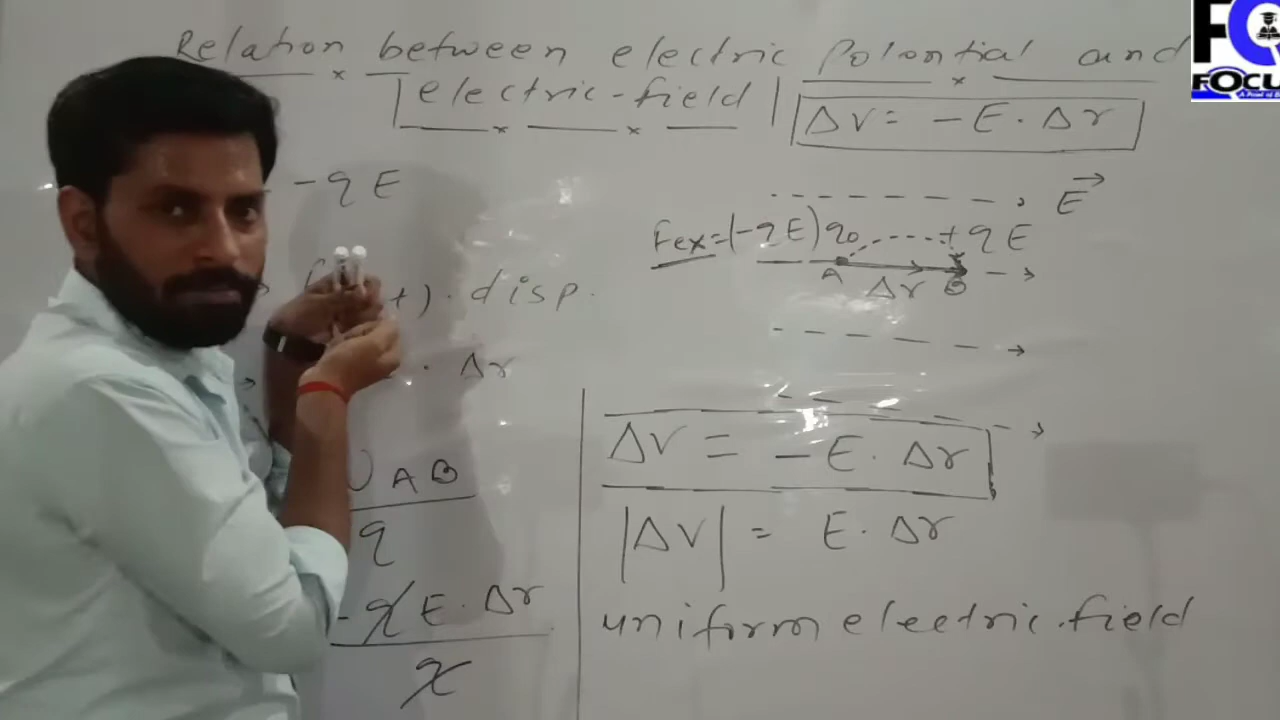 Relation between electric Potential and
electric-field
ΔV = -E · Δr
-qE
E
Fex = (-qE) q₀ + qE
A Δr B
) . disp.
· Δr
U AB
q
- q E · Δr
q
ΔV = -E · Δr
|ΔV| = E · Δr
uniform electric field
FOCU